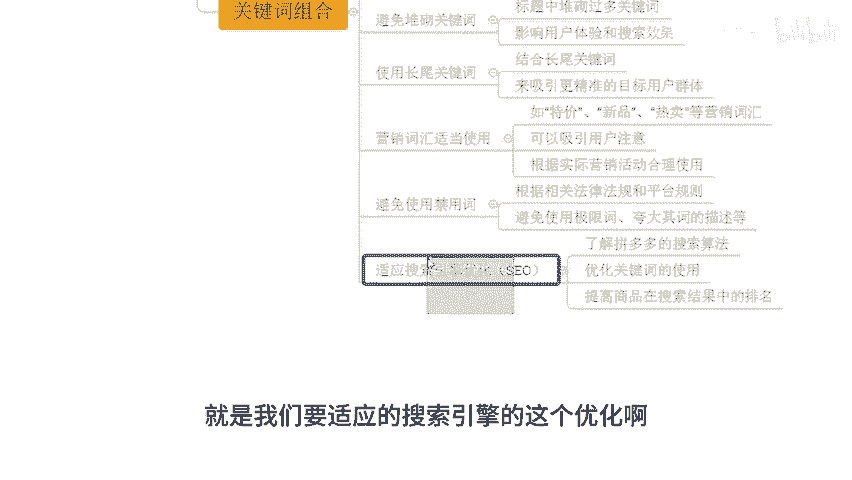 关键词组合
避免堆砌关键词
标题中堆砌过多关键词
影响用户体验和搜索效果
使用长尾关键词
结合长尾关键词
来吸引更精准的目标用户群体
营销词汇适当使用
如“特价”、“新品”、“热卖”等营销词汇
可以吸引用户注意
根据实际营销活动合理使用
避免使用禁用词
根据相关法律法规和平台规则
避免使用极限词、夸大其词的描述等
适应搜索引擎优化（SEO）
了解拼多多的搜索算法
优化关键词的使用
提高商品在搜索结果中的排名
就是我们要适应的搜索引擎的这个优化啊